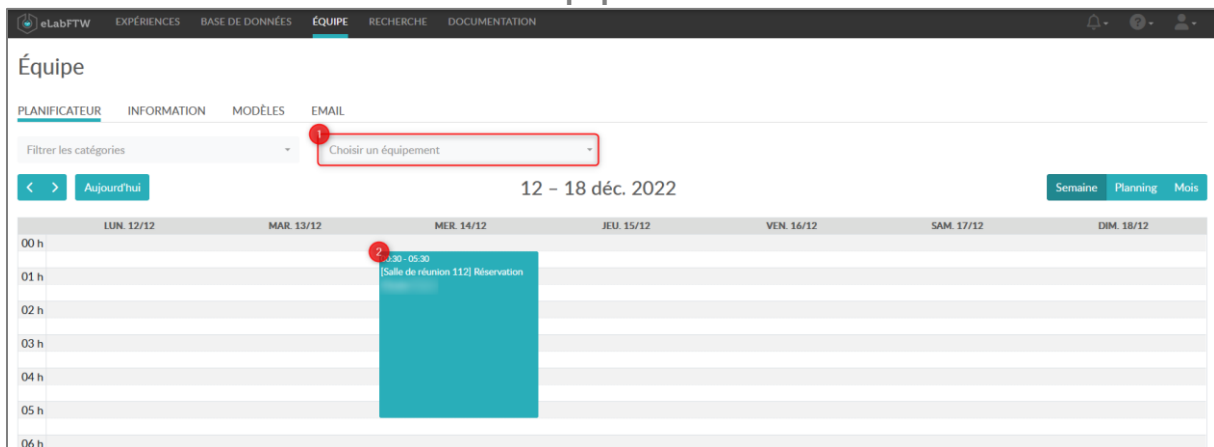 eLabFTW EXPÉRIENCES BASE DE DONNÉES ÉQUIPE RECHERCHE DOCUMENTATION
Équipe
PLANIFICATEUR INFORMATION MODÈLES EMAIL
1
Filtrer les catégories Choisir un équipement
Aujourd'hui 12 – 18 déc. 2022 Semaine Planning Mois
LUN. 12/12 MAR. 13/12 MER. 14/12 JEU. 15/12 VEN. 16/12 SAM. 17/12 DIM. 18/12
00 h
2
:30 - 05:30
[Salle de réunion 112] Réservation
01 h
02 h
03 h
04 h
05 h
06 h